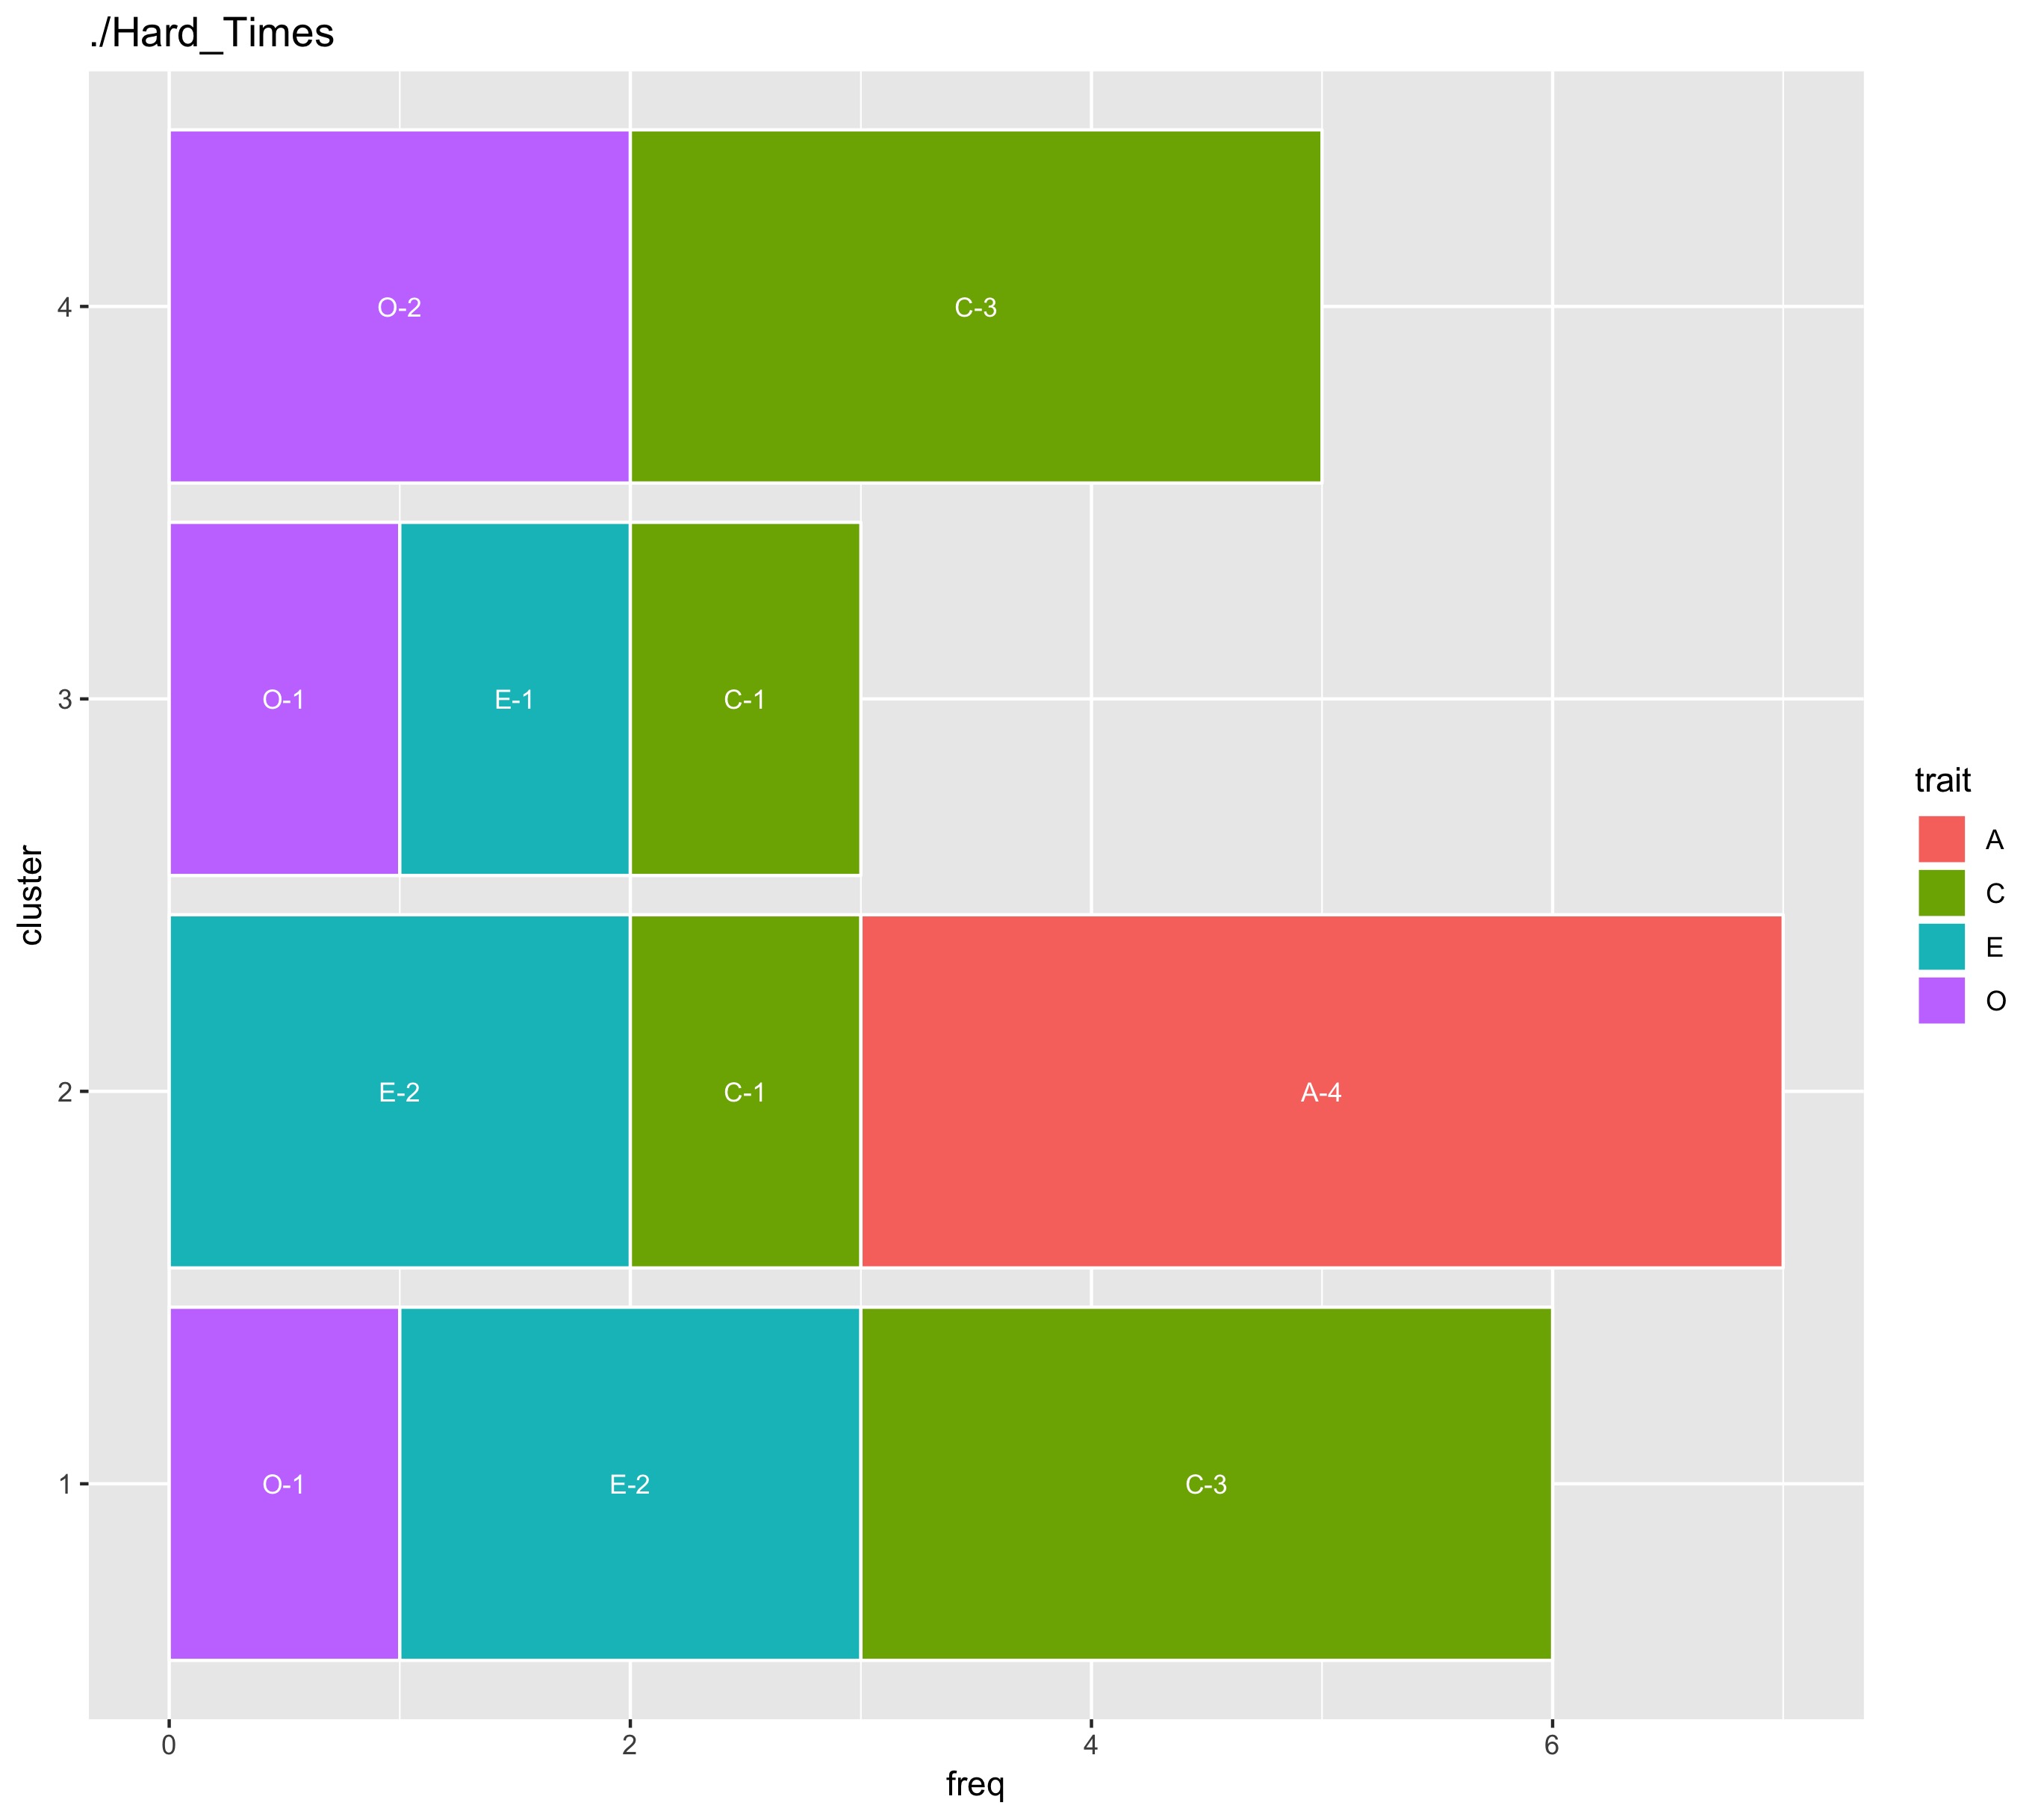 ./Hard_Times
4
O-2
C-3
3
O-1
E-1
C-1
cluster
2
E-2
C-1
A-4
1
O-1
E-2
C-3
0
2
4
6
freq
trait
A
C
E
O